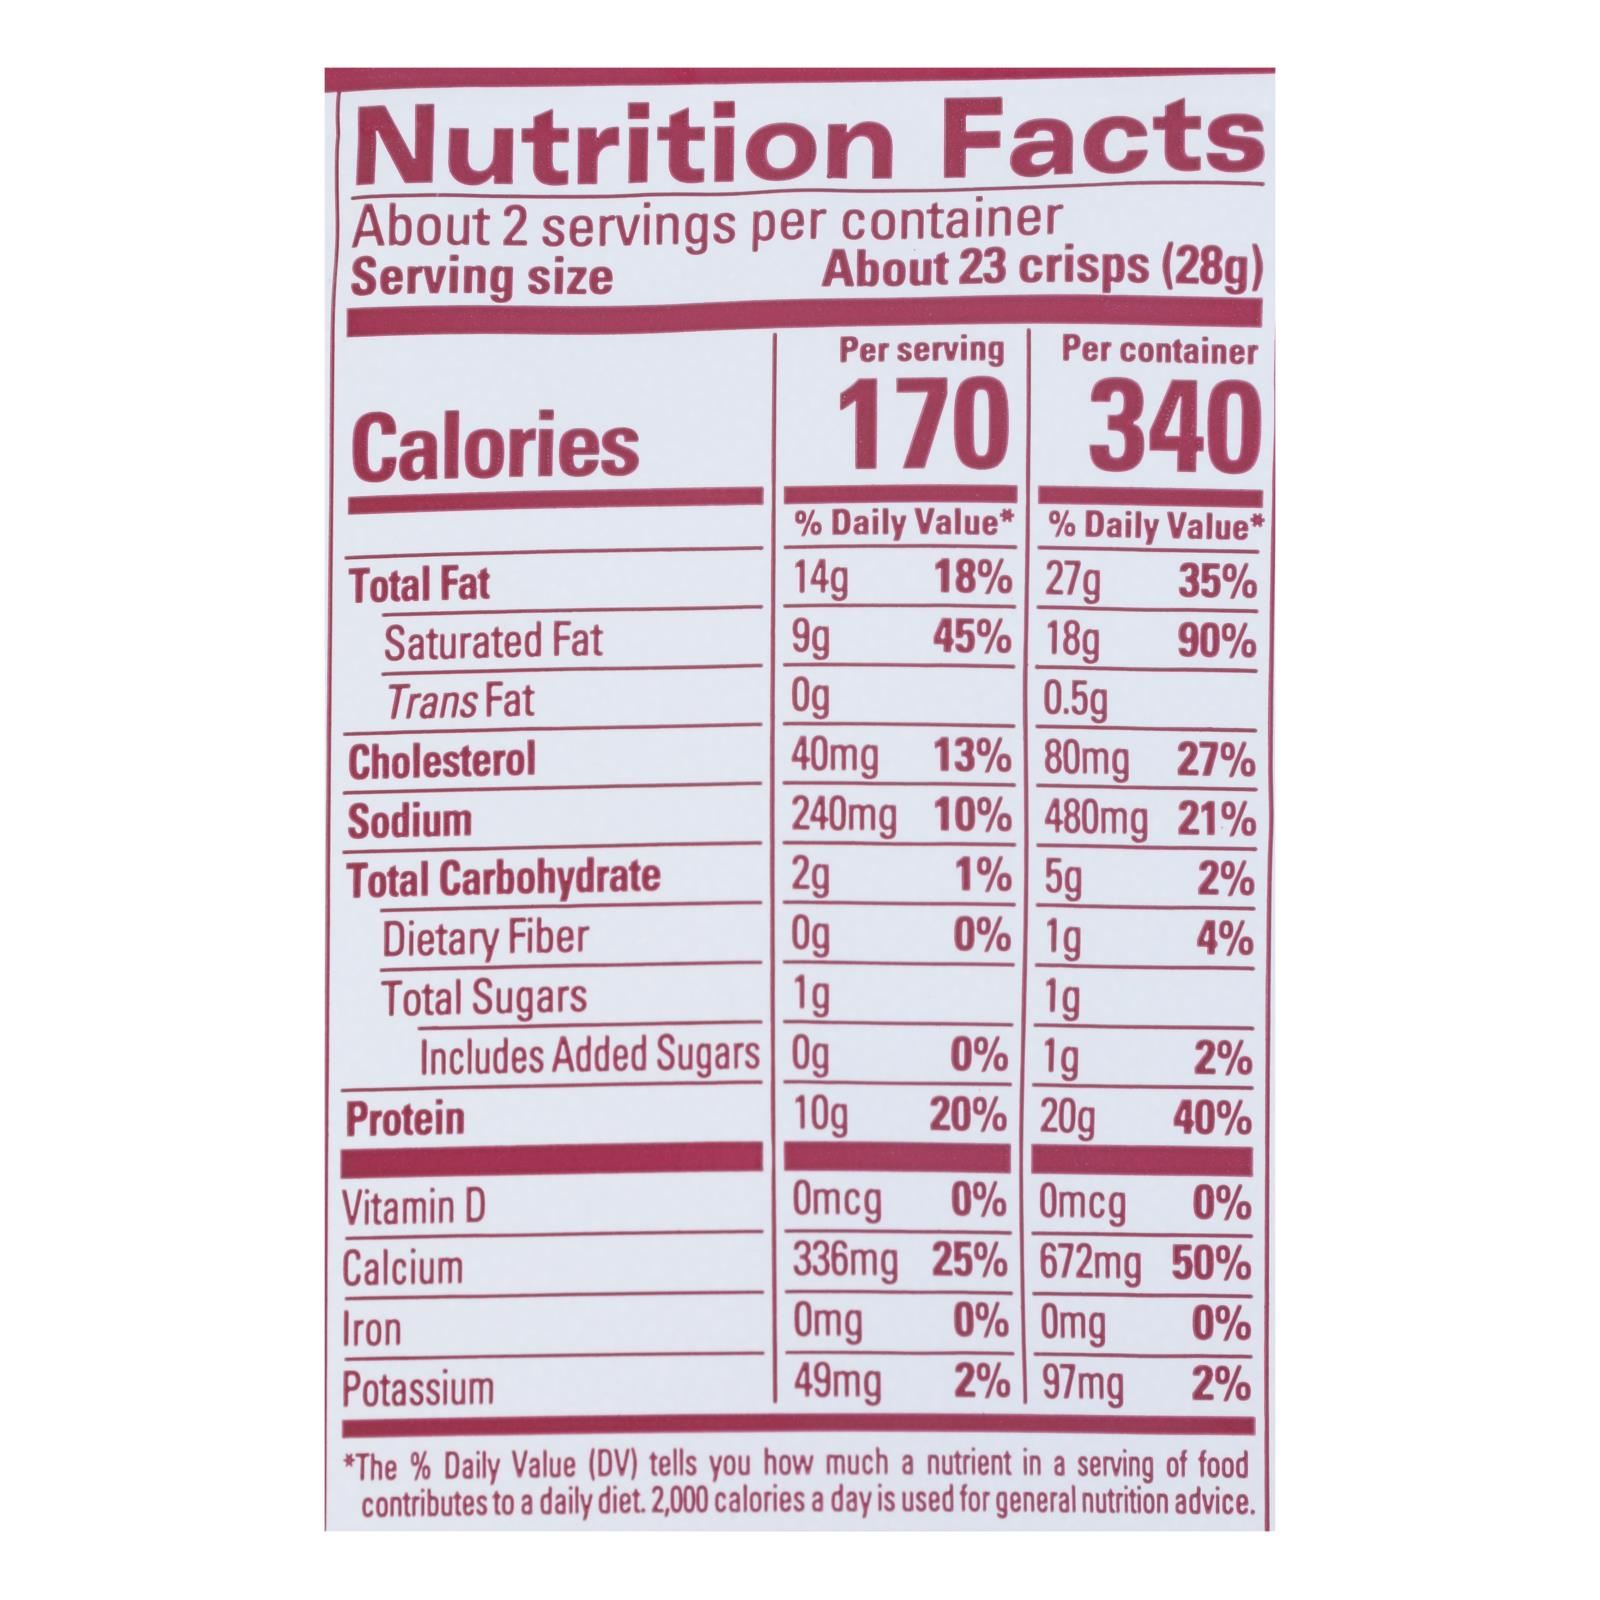 Nutrition Facts
About 2 servings per container
Serving size About 23 crisps (28g)
Per serving Per container
Calories 170 340
% Daily Value* % Daily Value*
Total Fat 14g 18% 27g 35%
Saturated Fat 9g 45% 18g 90%
Trans Fat 0g 0.5g
Cholesterol 40mg 13% 80mg 27%
Sodium 240mg 10% 480mg 21%
Total Carbohydrate 2g 1% 5g 2%
Dietary Fiber 0g 0% 1g 4%
Total Sugars 1g 1g
Includes Added Sugars 0g 0% 1g 2%
Protein 10g 20% 20g 40%
Vitamin D 0mcg 0% 0mcg 0%
Calcium 336mg 25% 672mg 50%
Iron 0mg 0% 0mg 0%
Potassium 49mg 2% 97mg 2%
*The % Daily Value (DV) tells you how much a nutrient in a serving of food
contributes to a daily diet. 2,000 calories a day is used for general nutrition advice.